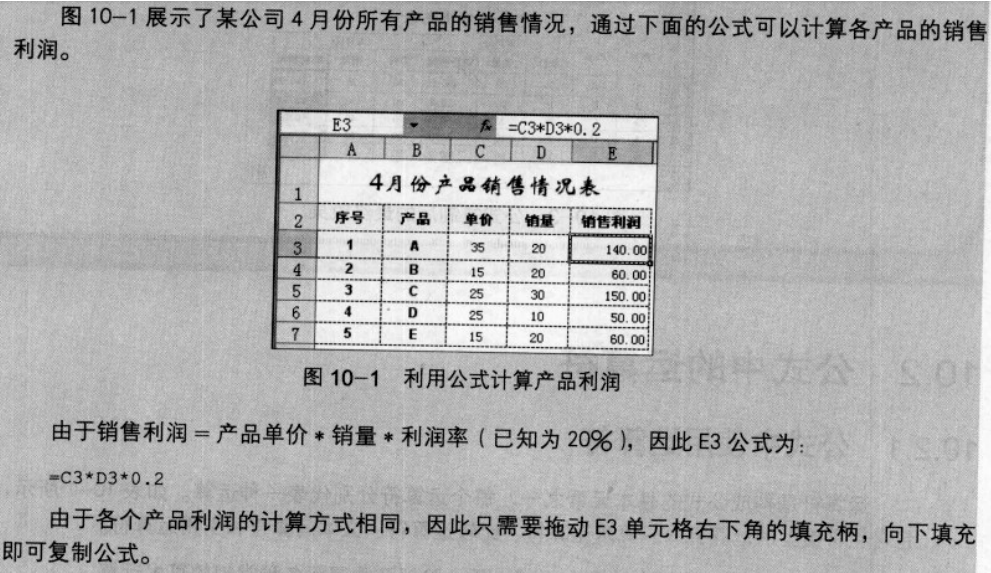 图 10-1 展示了某公司 4 月份所有产品的销售情况，通过下面的公式可以计算各产品的销售
利润。
E3 fx =C3*D3*0.2
A B C D E
1 4月份产品销售情况表
2 序号 产品 单价 销量 销售利润
3 1 A 35 20 140.00
4 2 B 15 20 60.00
5 3 C 25 30 150.00
6 4 D 25 10 50.00
7 5 E 15 20 60.00
图 10-1 利用公式计算产品利润
由于销售利润 = 产品单价 * 销量 * 利润率（已知为 20%），因此 E3 公式为：
=C3*D3*0.2
由于各个产品利润的计算方式相同，因此只需要拖动 E3 单元格右下角的填充柄，向下填充
即可复制公式。